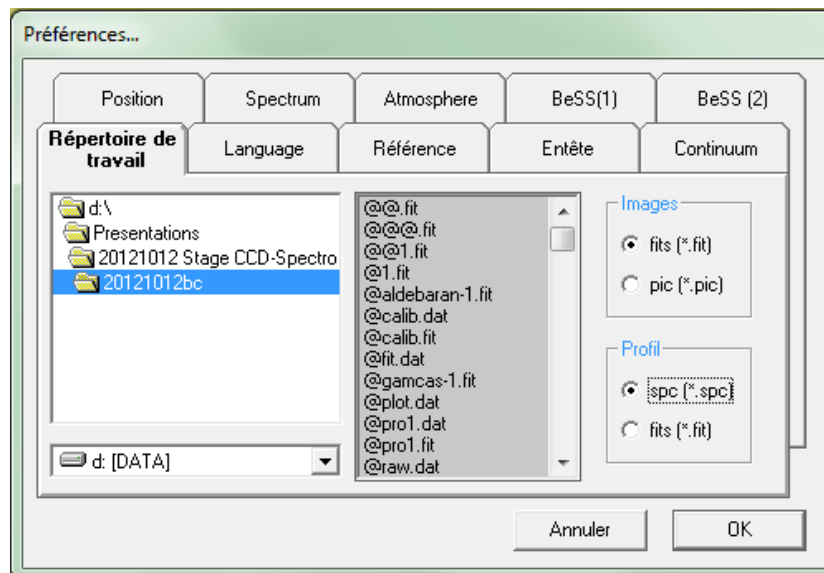 Préférences...
Position
Spectrum
Atmosphere
BeSS(1)
BeSS (2)
Répertoire de
travail
Language
Référence
Entête
Continuum
d:\
Presentations
20121012 Stage CCD-Spectro
20121012bc
d: [DATA]
@@.fit
@@@.fit
@@1.fit
@1.fit
@aldebaran-1.fit
@calib.dat
@calib.fit
@fit.dat
@gamcas-1.fit
@plot.dat
@pro1.dat
@pro1.fit
@raw.dat
Images
fits (*.fit)
pic (*.pic)
Profil
spc (*.spc)
fits (*.fit)
Annuler
OK